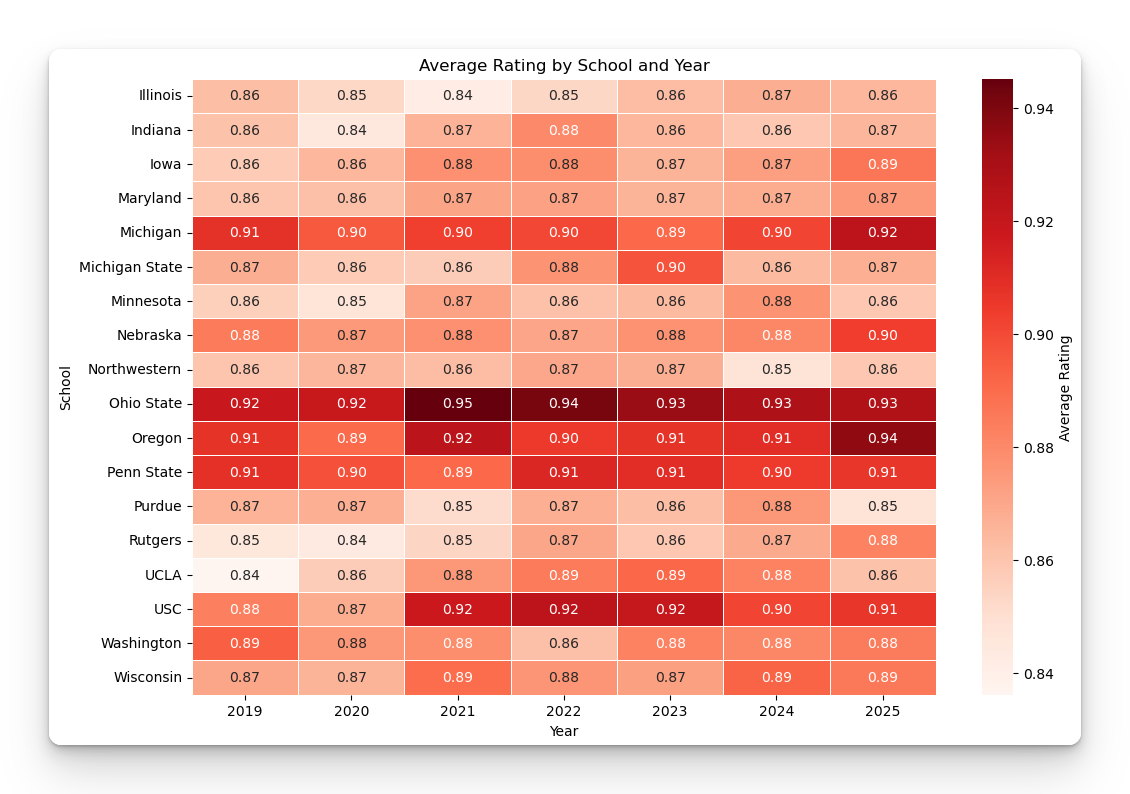 Average Rating by School and Year
Illinois 0.86 0.85 0.84 0.85 0.86 0.87 0.86
Indiana 0.86 0.84 0.87 0.88 0.86 0.86 0.87
Iowa 0.86 0.86 0.88 0.88 0.87 0.87 0.89
Maryland 0.86 0.86 0.87 0.87 0.87 0.87 0.87
Michigan 0.91 0.90 0.90 0.90 0.89 0.90 0.92
Michigan State 0.87 0.86 0.86 0.88 0.90 0.86 0.87
Minnesota 0.86 0.85 0.87 0.86 0.86 0.88 0.86
Nebraska 0.88 0.87 0.88 0.87 0.88 0.88 0.90
Northwestern 0.86 0.87 0.86 0.87 0.87 0.85 0.86
Ohio State 0.92 0.92 0.95 0.94 0.93 0.93 0.93
Oregon 0.91 0.89 0.92 0.90 0.91 0.91 0.94
Penn State 0.91 0.90 0.89 0.91 0.91 0.90 0.91
Purdue 0.87 0.87 0.85 0.87 0.86 0.88 0.85
Rutgers 0.85 0.84 0.85 0.87 0.86 0.87 0.88
UCLA 0.84 0.86 0.88 0.89 0.89 0.88 0.86
USC 0.88 0.87 0.92 0.92 0.92 0.90 0.91
Washington 0.89 0.88 0.88 0.86 0.88 0.88 0.88
Wisconsin 0.87 0.87 0.89 0.88 0.87 0.89 0.89
2019 2020 2021 2022 2023 2024 2025
Year
School
0.94
0.92
0.90
0.88
0.86
0.84
Average Rating